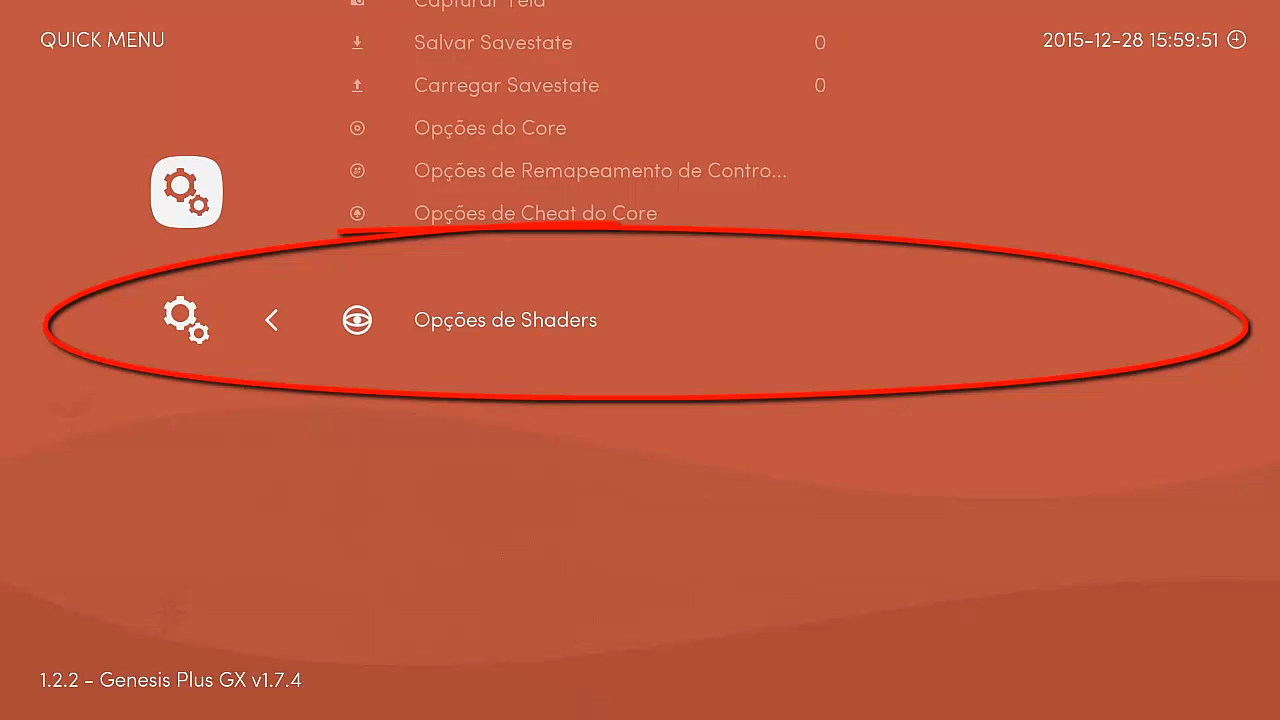 Capturar Tela
QUICK MENU
2015-12-28 15:59:51
Salvar Savestate 0
Carregar Savestate 0
Opções do Core
Opções de Remapeamento de Contro...
Opções de Cheat do Core
Opções de Shaders
1.2.2 - Genesis Plus GX v1.7.4